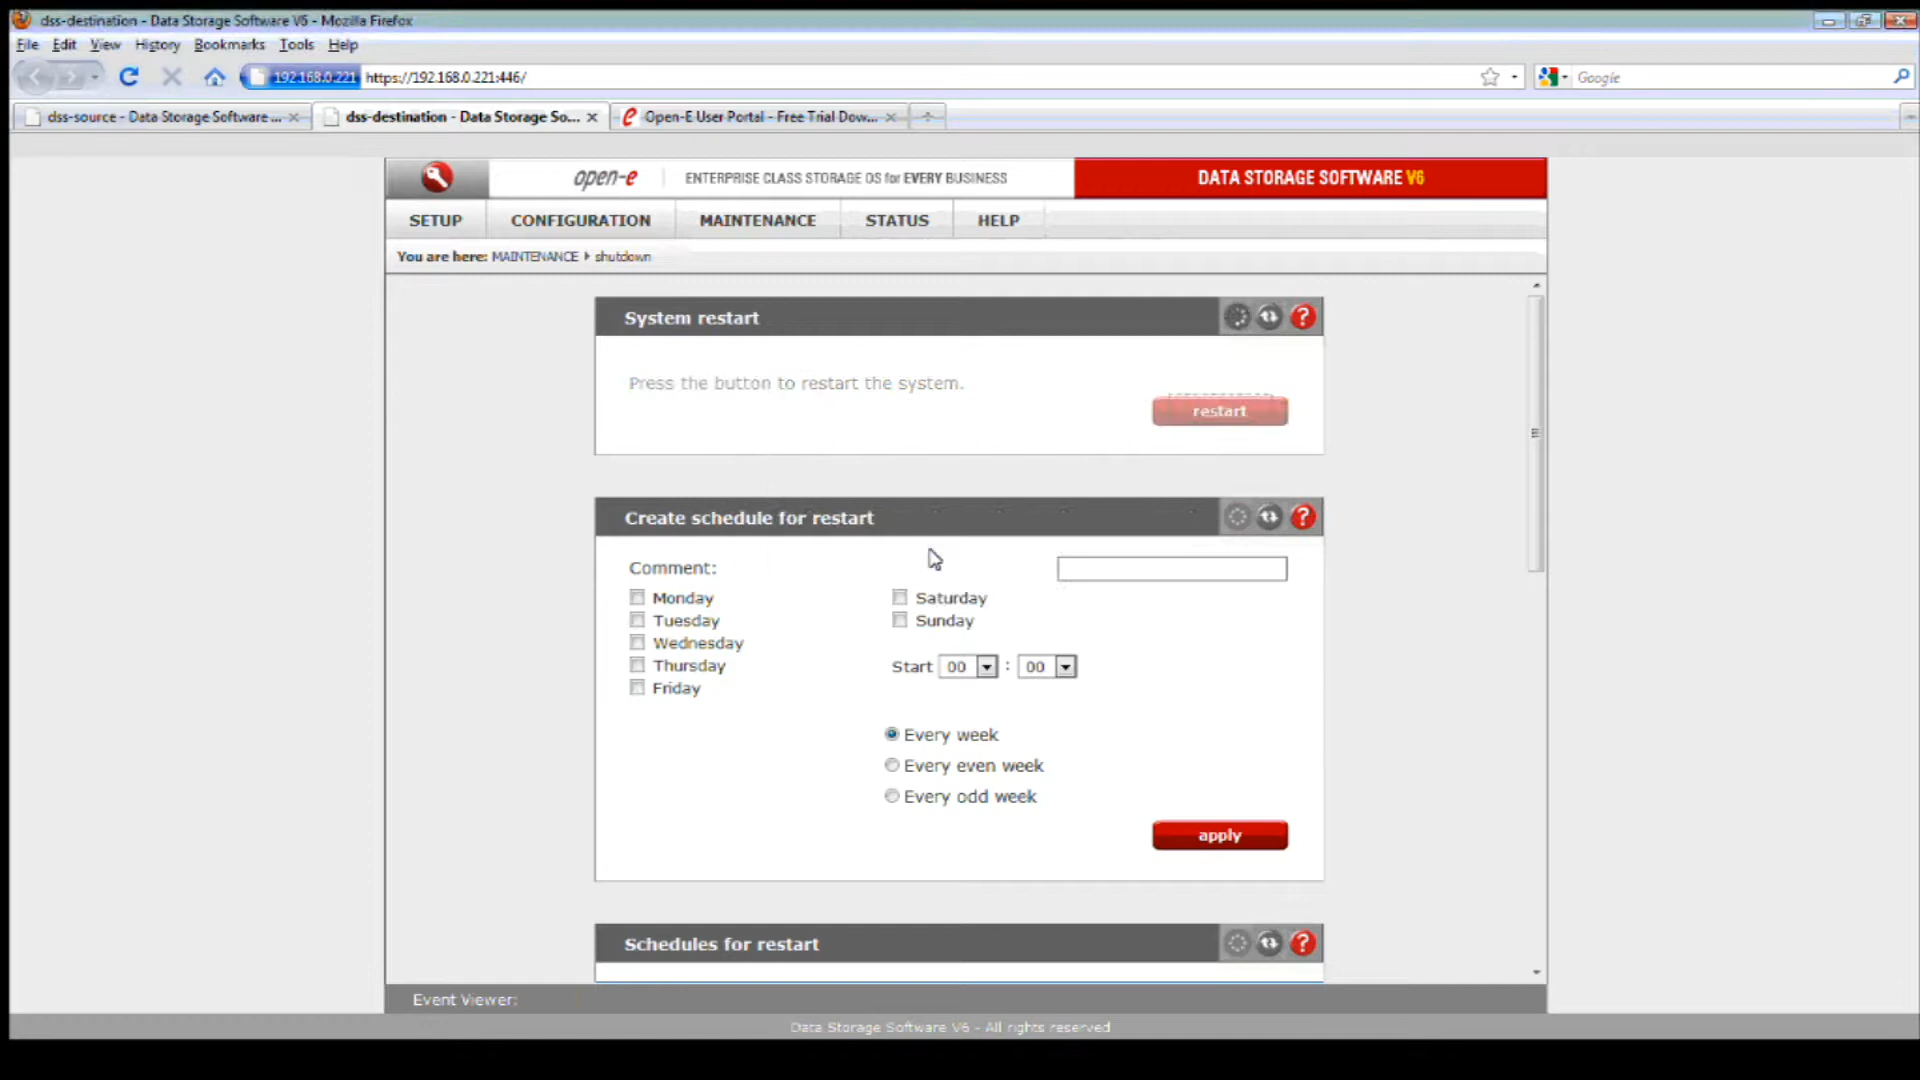 dss-destination - Data Storage Software V6 - Mozilla Firefox
File Edit View History Bookmarks Tools Help
192.168.0.221 https://192.168.0.221:446/ Google
dss-source - Data Storage Software ... dss-destination - Data Storage So... Open-E User Portal - Free Trial Dow...
open-e ENTERPRISE CLASS STORAGE OS for EVERY BUSINESS DATA STORAGE SOFTWARE V6
SETUP CONFIGURATION MAINTENANCE STATUS HELP
You are here: MAINTENANCE shutdown
System restart
Press the button to restart the system.
restart
Create schedule for restart
Comment:
Monday Saturday
Tuesday Sunday
Wednesday
Thursday Start 00 : 00
Friday
Every week
Every even week
Every odd week
apply
Schedules for restart
Event Viewer:
Data Storage Software V6 - All rights reserved